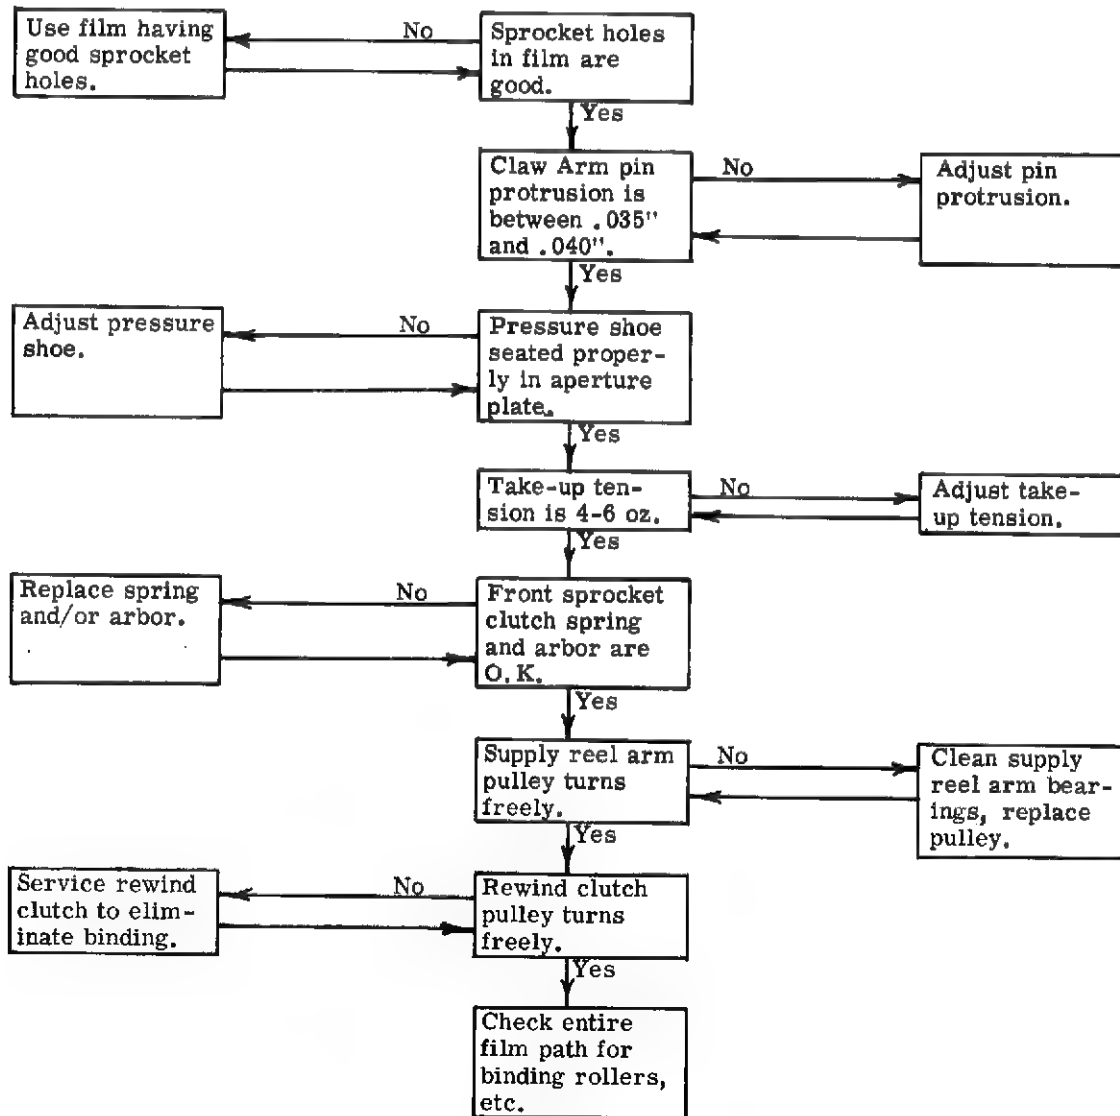 Use film having
good sprocket
holes.
No
Sprocket holes
in film are
good.
Yes
Claw Arm pin
protrusion is
between .035"
and .040".
No
Adjust pin
protrusion.
Yes
Adjust pressure
shoe.
No
Pressure shoe
seated proper-
ly in aperture
plate.
Yes
Take-up ten-
sion is 4-6 oz.
No
Adjust take-
up tension.
Yes
Replace spring
and/or arbor.
No
Front sprocket
clutch spring
and arbor are
O.K.
Yes
Supply reel arm
pulley turns
freely.
No
Clean supply
reel arm bear-
ings, replace
pulley.
Yes
Service rewind
clutch to elim-
inate binding.
No
Rewind clutch
pulley turns
freely.
Yes
Check entire
film path for
binding rollers,
etc.